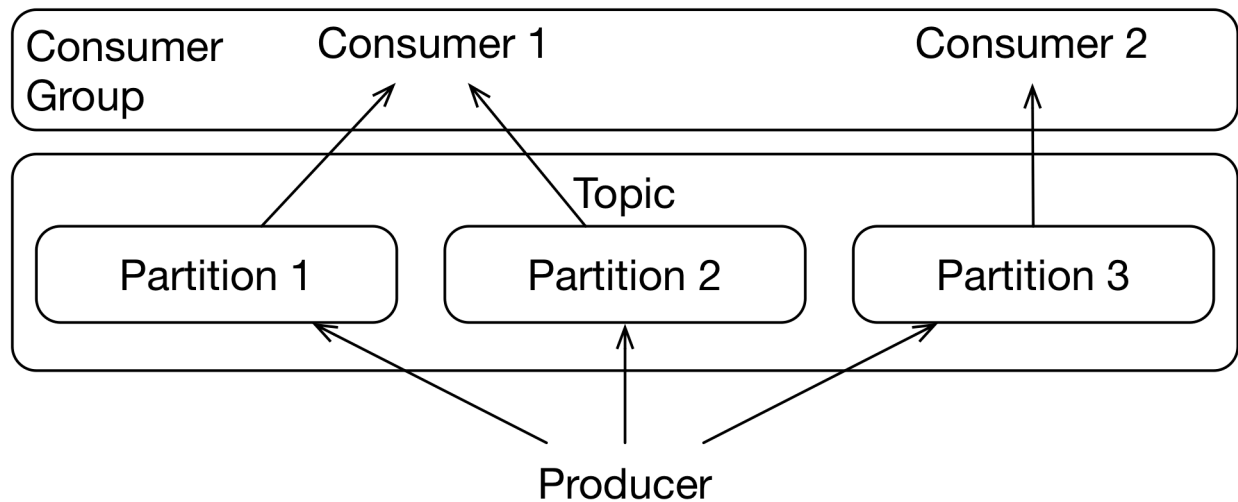 Consumer
Group
Consumer 1
Consumer 2
Topic
Partition 1
Partition 2
Partition 3
Producer